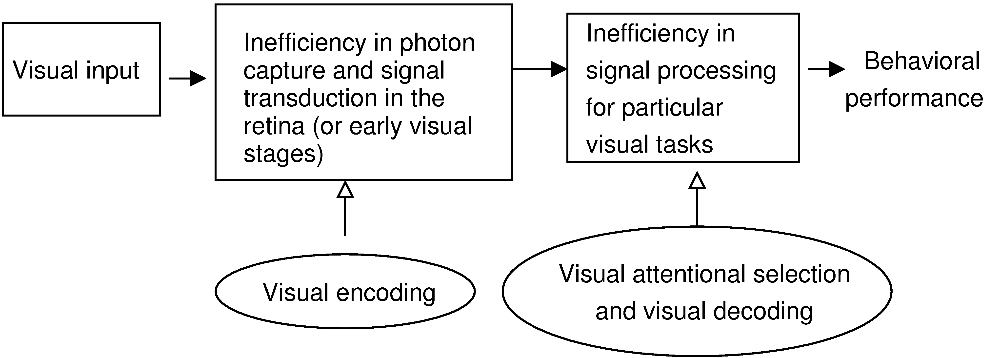 Visual input
Inefficiency in photon
capture and signal
transduction in the
retina (or early visual
stages)
Inefficiency in
signal processing
for particular
visual tasks
Behavioral
performance
Visual encoding
Visual attentional selection
and visual decoding